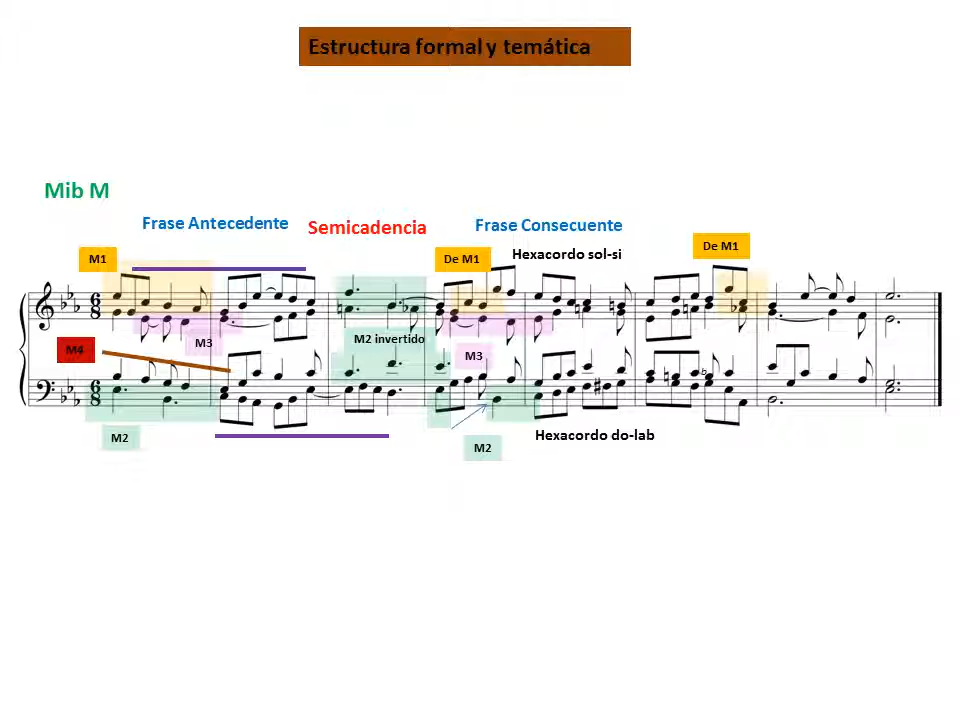 Estructura formal y temática
Mib M
Frase Antecedente
Semicadencia
Frase Consecuente
M1
De M1
Hexacordo sol-si
De M1
M4
M3
M2 invertido
M3
M2
M2
Hexacordo do-lab